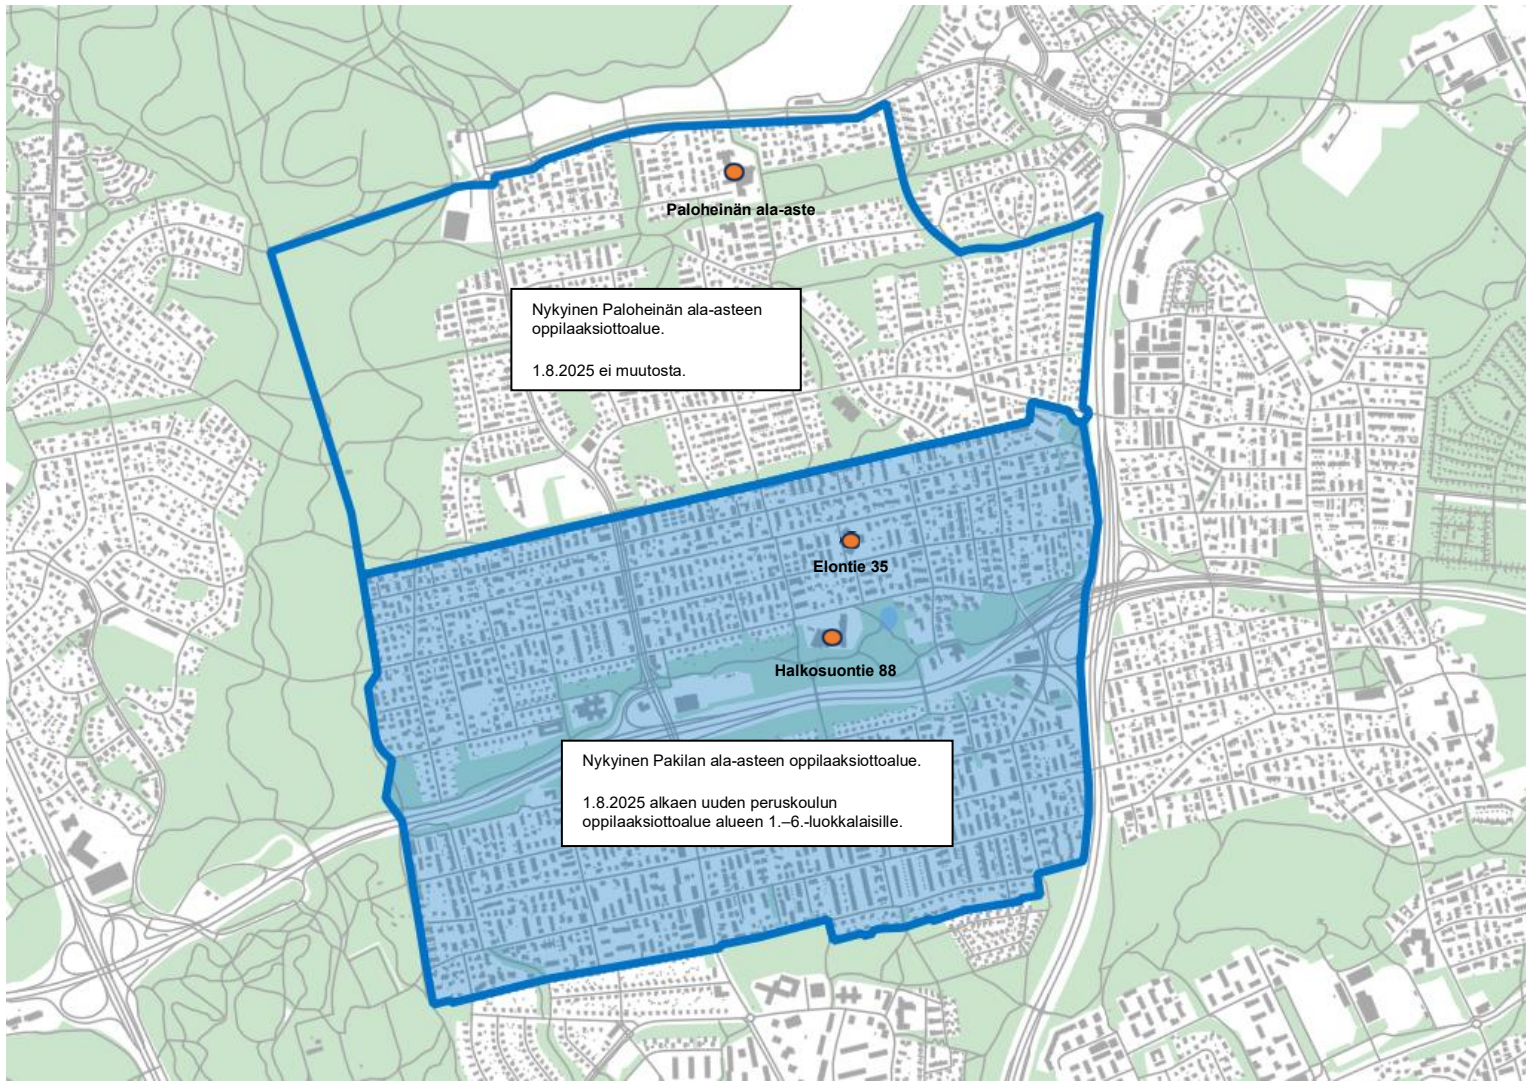 Paloheinän ala-aste
Nykyinen Paloheinän ala-asteen
oppilaaksiottoalue.
1.8.2025 ei muutosta.
Elontie 35
Halkosuontie 88
Nykyinen Pakilan ala-asteen oppilaaksiottoalue.
1.8.2025 alkaen uuden peruskoulun
oppilaaksiottoalue alueen 1.–6.-luokkalaisille.